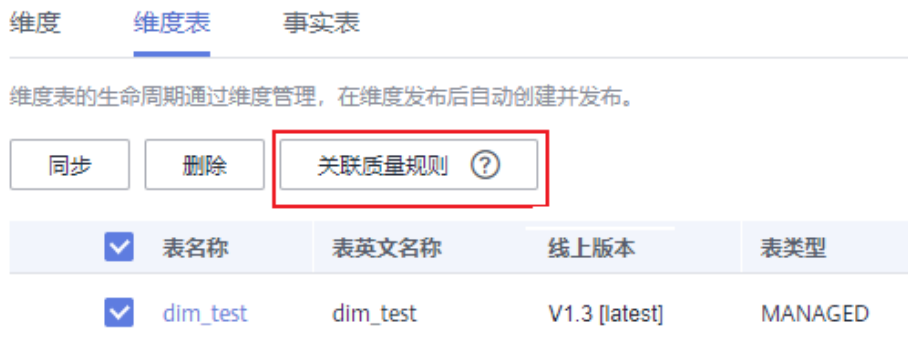 维度 维度表 事实表
维度表的生命周期通过维度管理，在维度发布后自动创建并发布。
同步 删除 关联质量规则 ?
表名称 表英文名称 线上版本 表类型
dim_test dim_test V1.3 [latest] MANAGED